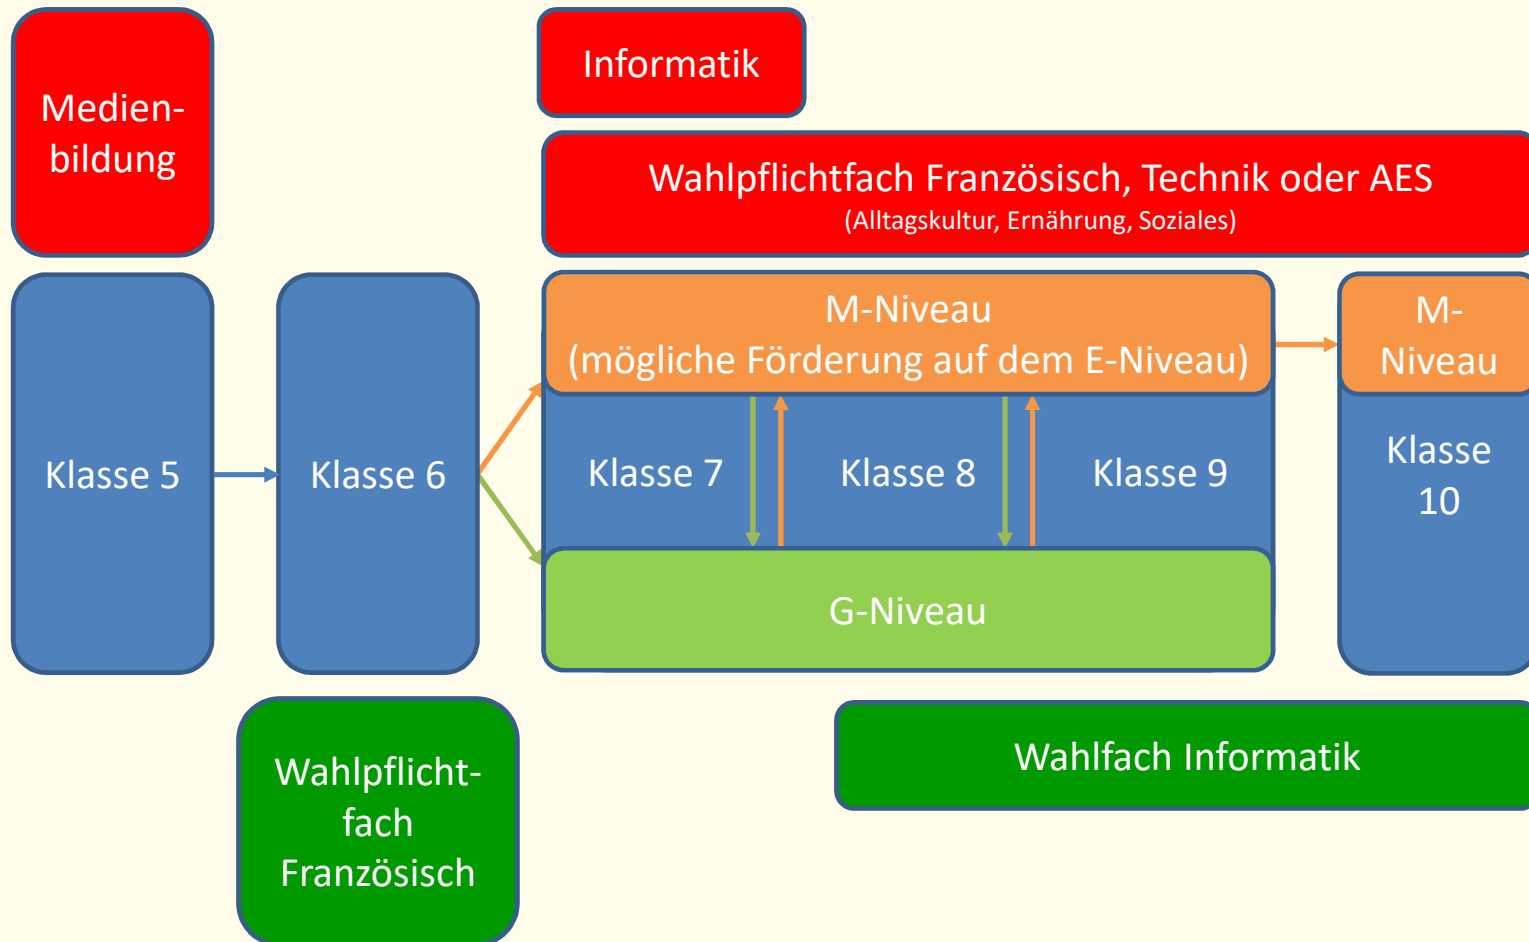 Medien-
bildung
Informatik
Wahlpflichtfach Französisch, Technik oder AES
(Alltagskultur, Ernährung, Soziales)
Klasse 5
Klasse 6
M-Niveau
(mögliche Förderung auf dem E-Niveau)
Klasse 7
Klasse 8
Klasse 9
G-Niveau
M-
Niveau
Klasse
10
Wahlpflicht-
fach
Französisch
Wahlfach Informatik